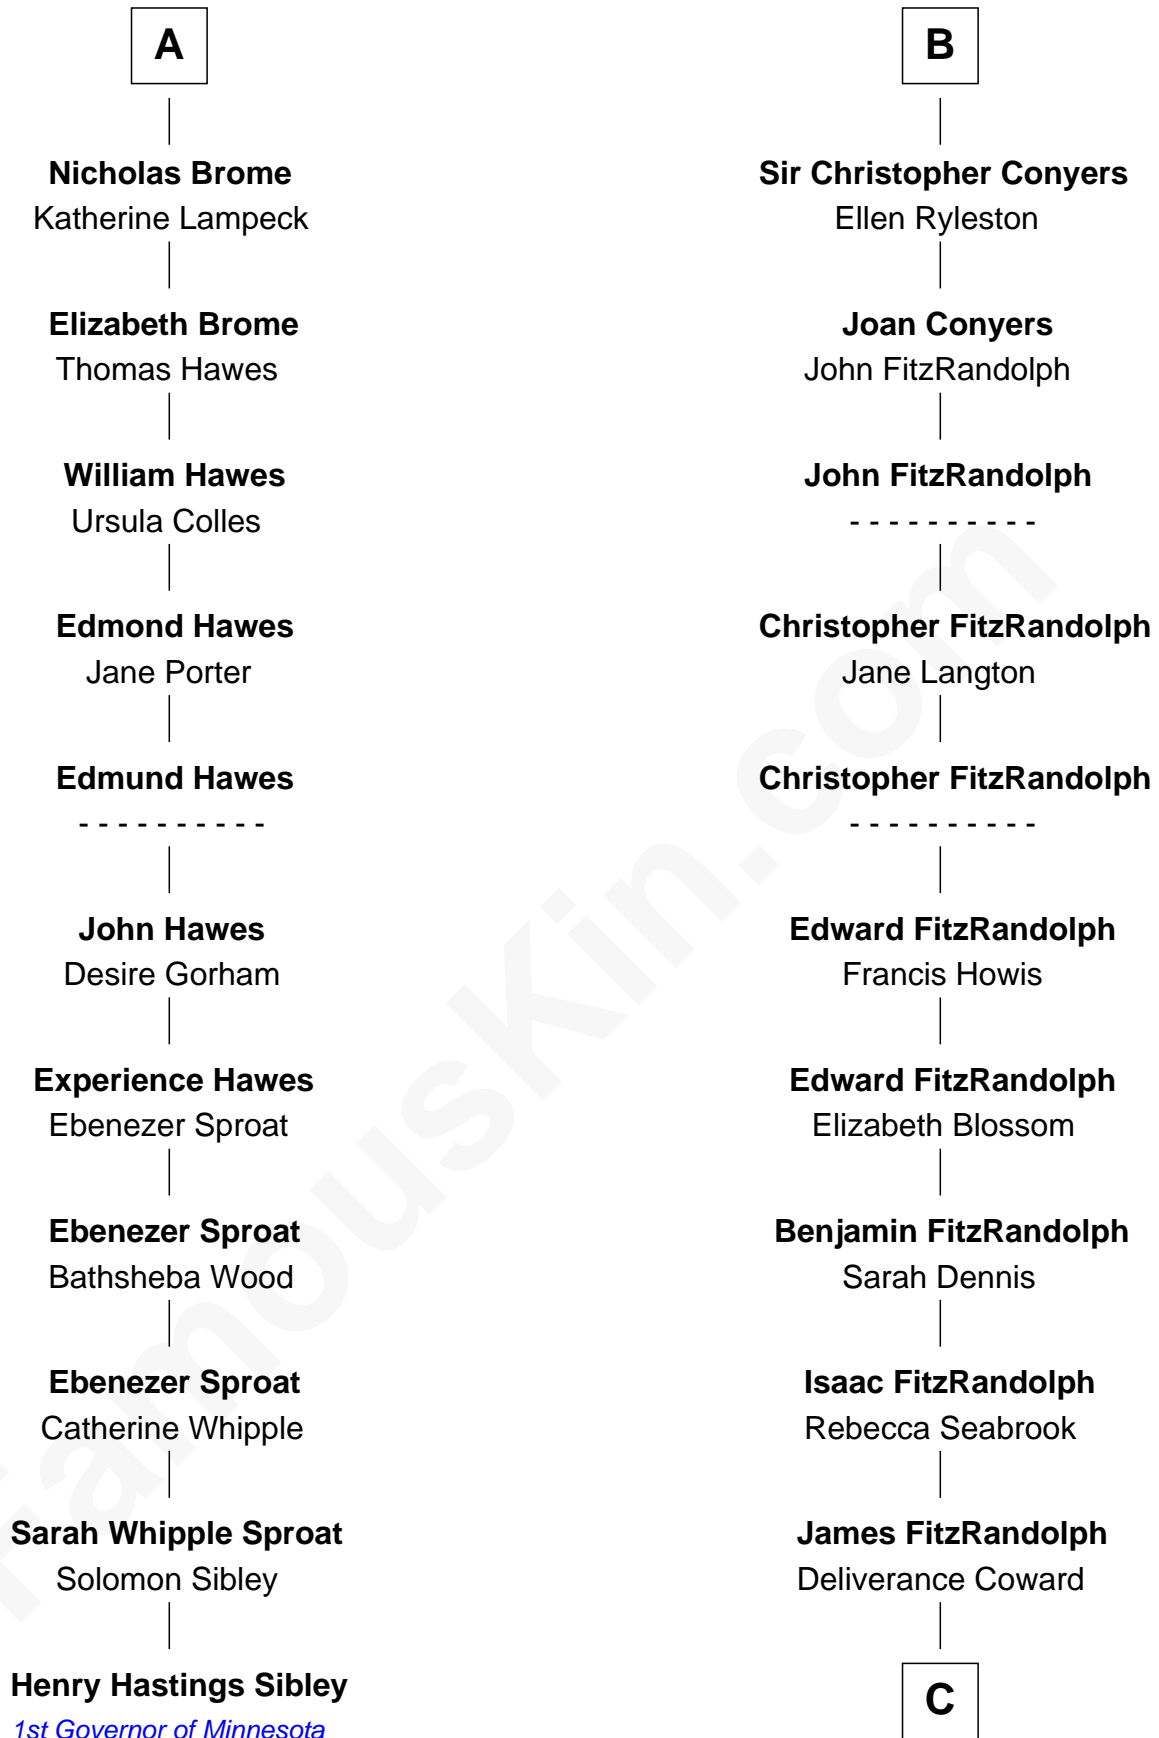 A
Nicholas Brome
Katherine Lampeck
Elizabeth Brome
Thomas Hawes
William Hawes
Ursula Colles
Edmond Hawes
Jane Porter
Edmund Hawes
- - - - - - - - - -
John Hawes
Desire Gorham
Experience Hawes
Ebenezer Sproat
Ebenezer Sproat
Bathsheba Wood
Ebenezer Sproat
Catherine Whipple
Sarah Whipple Sproat
Solomon Sibley
Henry Hastings Sibley
1st Governor of Minnesota
B
Sir Christopher Conyers
Ellen Ryleston
Joan Conyers
John FitzRandolph
John FitzRandolph
- - - - - - - - - -
Christopher FitzRandolph
Jane Langton
Christopher FitzRandolph
- - - - - - - - - -
Edward FitzRandolph
Francis Howis
Edward FitzRandolph
Elizabeth Blossom
Benjamin FitzRandolph
Sarah Dennis
Isaac FitzRandolph
Rebecca Seabrook
James FitzRandolph
Deliverance Coward
C
FamousKin.com